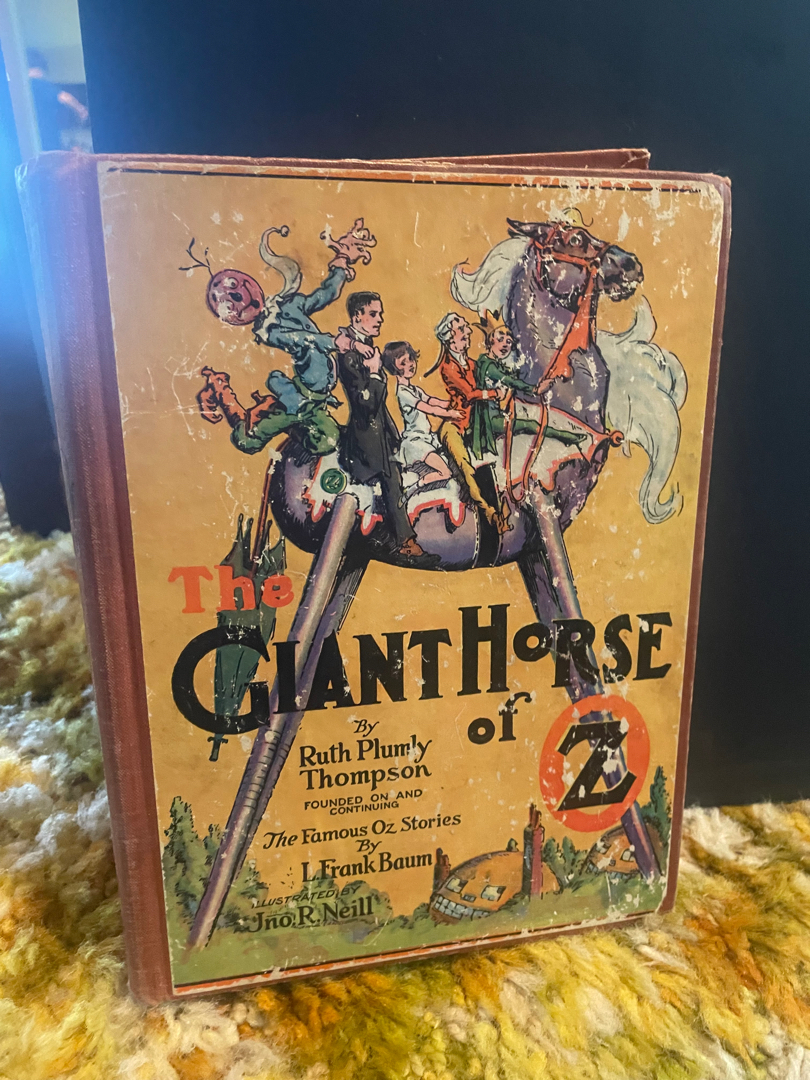 The
GIANT HORSE
of OZ
By
Ruth Plumly
Thompson
FOUNDED ON AND
CONTINUING
The Famous Oz Stories
By
L. Frank Baum
ILLUSTRATED BY
Jno. R. Neill